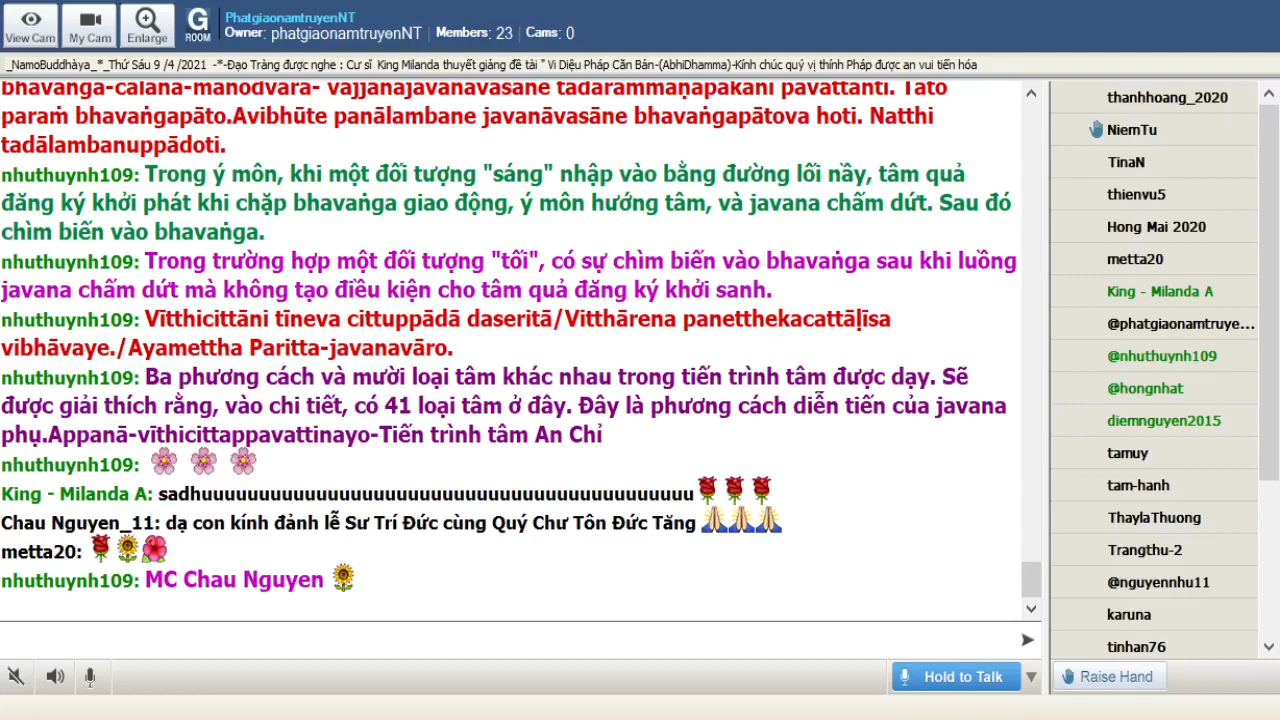 View Cam
My Cam
Enlarge
G ROOM
PhatgiaonamtruyenNT
Owner: phatgiaonamtruyenNT | Members: 23 | Cams: 0
_NamoBuddhàya_*_Thứ Sáu 9 /4 /2021 -*-Đạo Tràng được nghe : Cư sĩ King Milanda thuyết giảng đề tài " Vi Diệu Pháp Căn Bản-(AbhiDhamma)-Kính chúc quý vị thính Pháp được an vui tiến hóa
bhavaṅga-calana-manodvārā- vajjanajavanāvasāne tadārammaṇapākāni pavattanti. Tato
paraṁ bhavaṅgapāto.Avibhūte panālambane javanāvasāne bhavaṅgapātova hoti. Natthi
tadālambanuppādoti.
nhuthuynh109: Trong ý môn, khi một đối tượng "sáng" nhập vào bằng đường lối nầy, tâm quả
đăng ký khởi phát khi chặp bhavaṅga giao động, ý môn hướng tâm, và javana chấm dứt. Sau đó
chìm biến vào bhavaṅga.
nhuthuynh109: Trong trường hợp một đối tượng "tối", có sự chìm biến vào bhavaṅga sau khi luồng
javana chấm dứt mà không tạo điều kiện cho tâm quả đăng ký khởi sanh.
nhuthuynh109: Vītthicittāni tīneva cittuppādā daseritā/Vitthārena panetthekacattāḷīsa
vibhāvaye./Ayamettha Paritta-javanavāro.
nhuthuynh109: Ba phương cách và mười loại tâm khác nhau trong tiến trình tâm được dạy. Sẽ
được giải thích rằng, vào chi tiết, có 41 loại tâm ở đây. Đây là phương cách diễn tiến của javana
phụ.Appanā-vīthicittappavattinayo-Tiến trình tâm An Chỉ
nhuthuynh109:
King - Milanda A: sadhuuuuuuuuuuuuuuuuuuuuuuuuuuuuuuuuuuuuuuuuuu
Chau Nguyen_11: dạ con kính đảnh lễ Sư Trí Đức cùng Quý Chư Tôn Đức Tăng
metta20:
nhuthuynh109: MC Chau Nguyen
Hold to Talk
thanhhoang_2020
NiemTu
TinaN
thienvu5
Hong Mai 2020
metta20
King - Milanda A
@phatgiaonamtruye...
@nhuthuynh109
@hongnhat
diemnguyen2015
tamuy
tam-hanh
ThaylaThuong
Trangthu-2
@nguyennhu11
karuna
tinhan76
Raise Hand